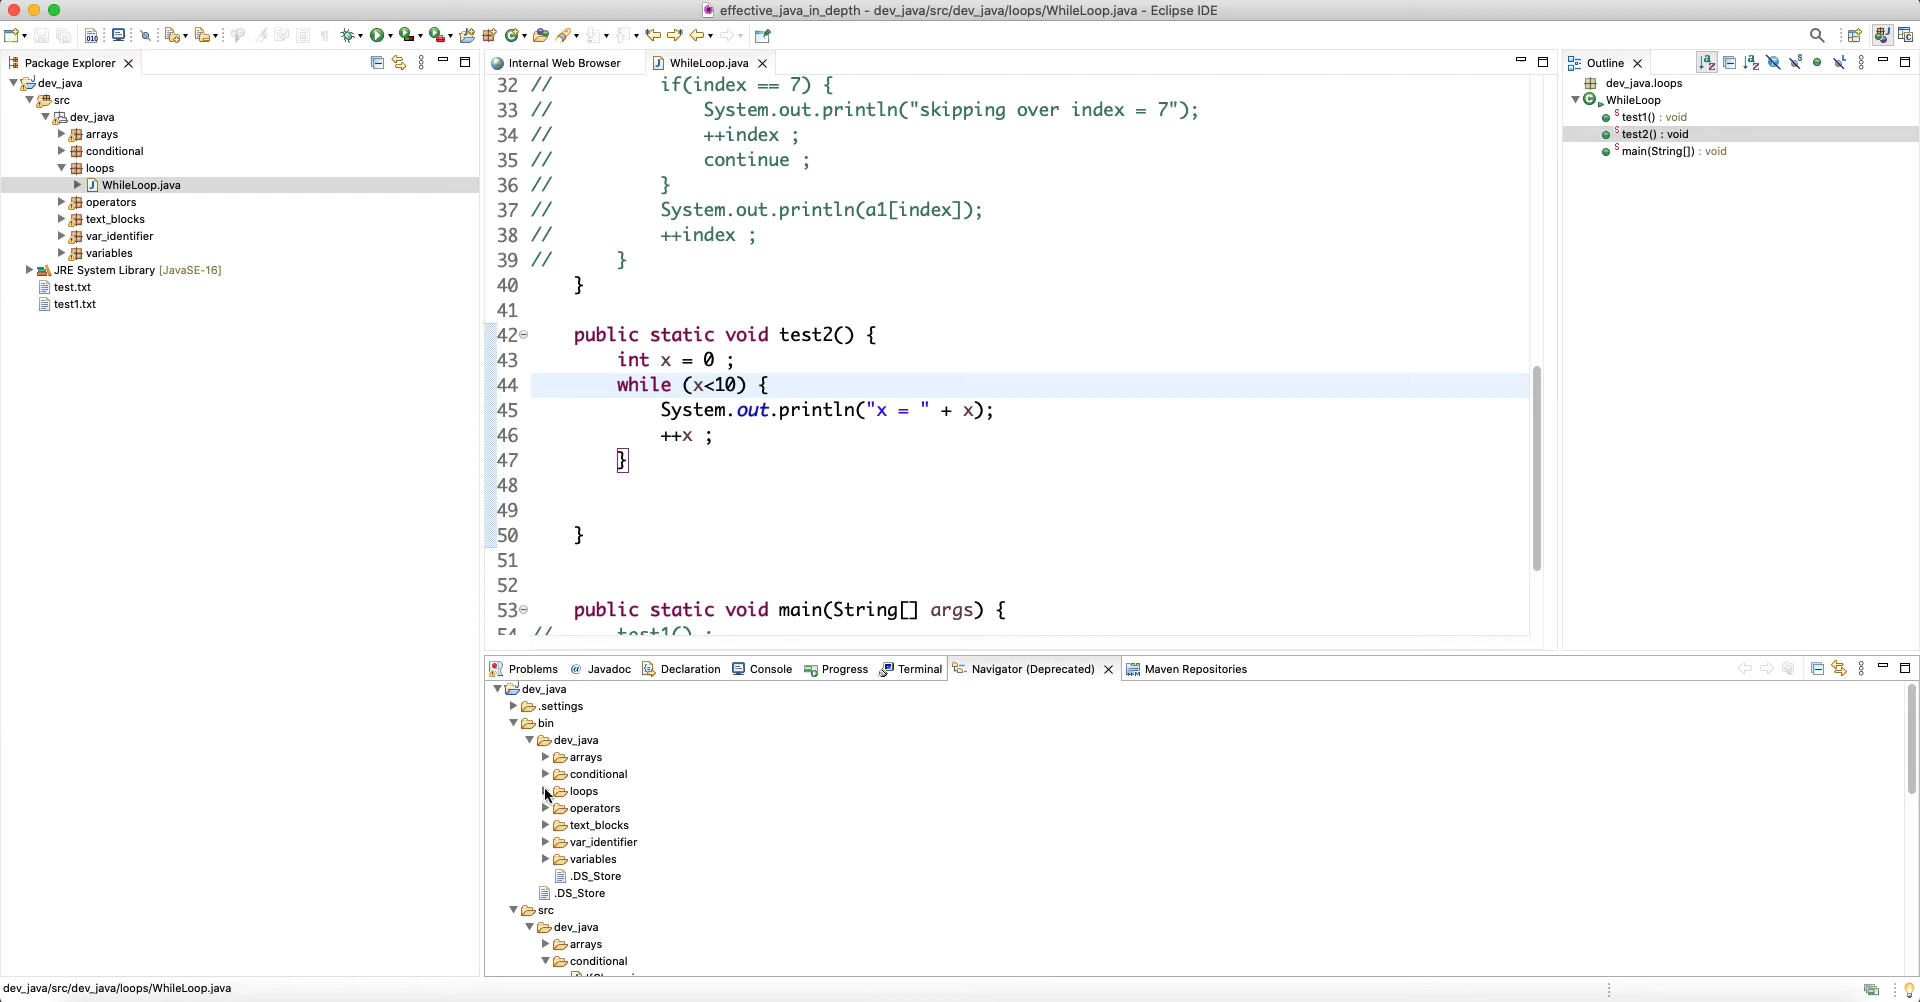 effective_java_in_depth - dev_java/src/dev_java/loops/WhileLoop.java - Eclipse IDE
Package Explorer
dev_java
src
dev_java
arrays
conditional
loops
WhileLoop.java
operators
text_blocks
var_identifier
variables
JRE System Library [JavaSE-16]
test.txt
test1.txt
Internal Web Browser
WhileLoop.java
32 // if(index == 7) {
33 // System.out.println("skipping over index = 7");
34 // ++index ;
35 // continue ;
36 // }
37 // System.out.println(a1[index]);
38 // ++index ;
39 // }
40 }
41
42 public static void test2() {
43 int x = 0 ;
44 while (x<10) {
45 System.out.println("x = " + x);
46 ++x ;
47 }
48
49
50 }
51
52
53 public static void main(String[] args) {
54 // test1() ;
Outline
dev_java.loops
WhileLoop
test1() : void
test2() : void
main(String[]) : void
Problems
Javadoc
Declaration
Console
Progress
Terminal
Navigator (Deprecated)
Maven Repositories
dev_java
.settings
bin
dev_java
arrays
conditional
loops
operators
text_blocks
var_identifier
variables
.DS_Store
.DS_Store
src
dev_java
arrays
conditional
dev_java/src/dev_java/loops/WhileLoop.java